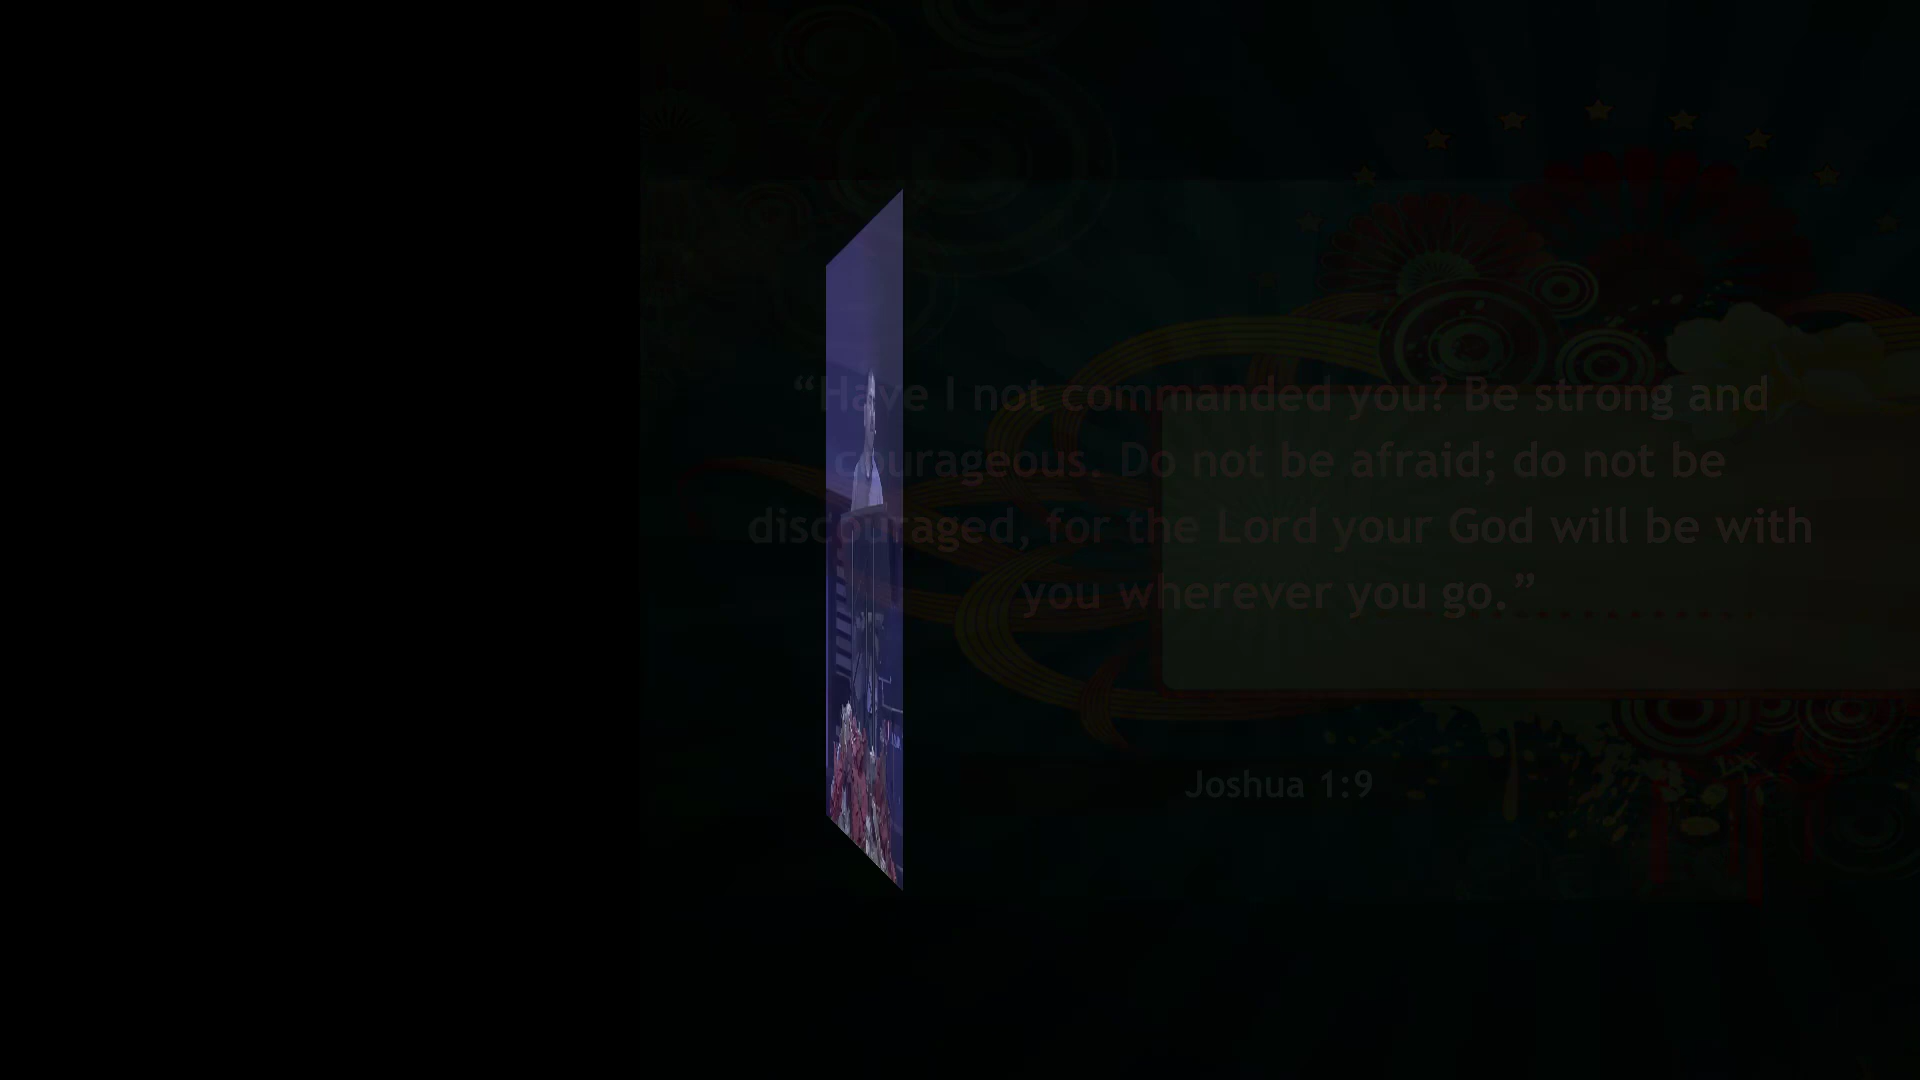 “Have I not commanded you? Be strong and
courageous. Do not be afraid; do not be
discouraged, for the Lord your God will be with
you wherever you go.”
Joshua 1:9